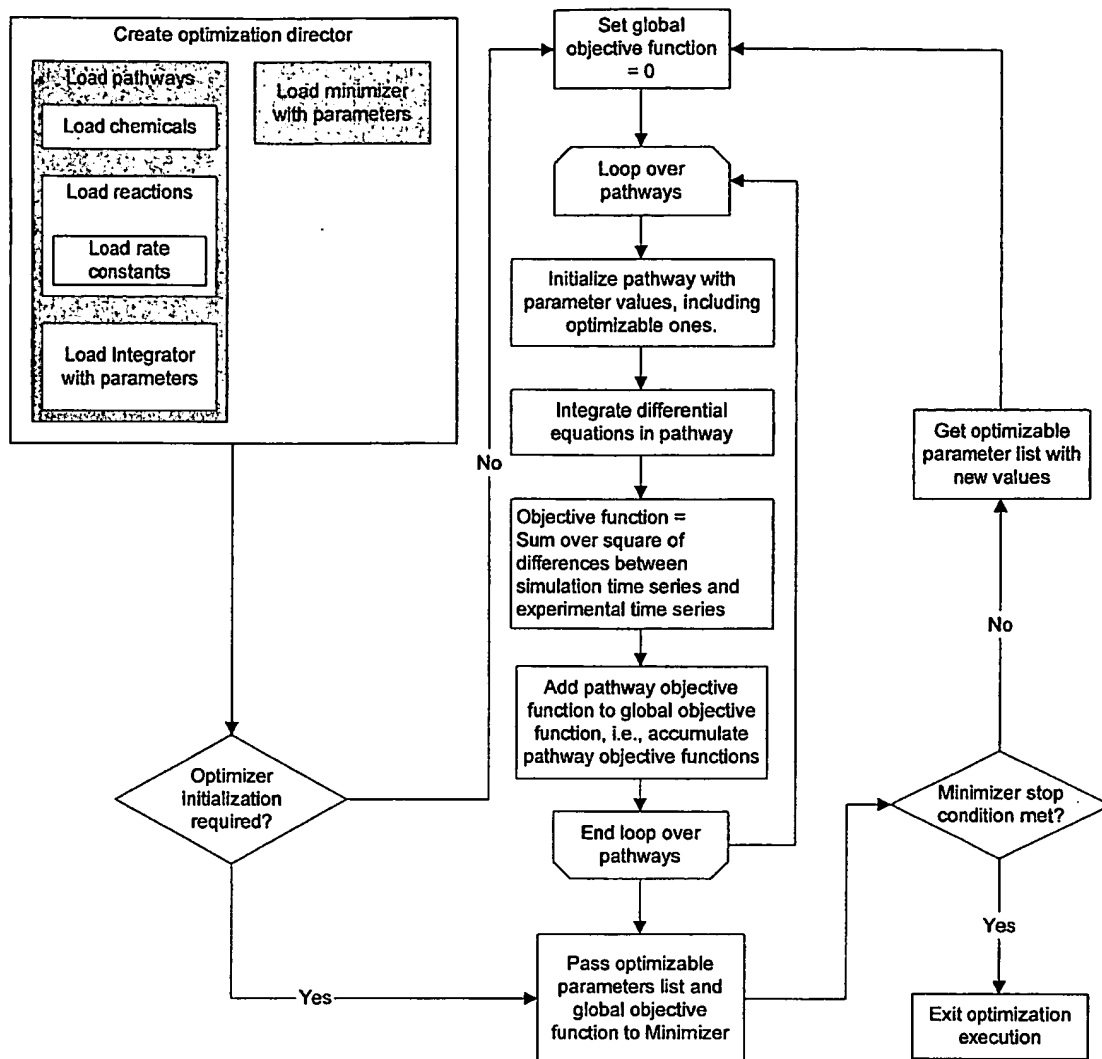 Create optimization director
Load pathways
Load chemicals
Load reactions
Load rate
constants
Load Integrator
with parameters
Load minimizer
with parameters
Optimizer
initialization
required?
No
Yes
Set global
objective function
= 0
Loop over
pathways
Initialize pathway with
parameter values, including
optimizable ones.
Integrate differential
equations in pathway
Objective function =
Sum over square of
differences between
simulation time series and
experimental time series
Add pathway objective
function to global objective
function, i.e., accumulate
pathway objective functions
End loop over
pathways
Pass optimizable
parameters list and
global objective
function to Minimizer
Get optimizable
parameter list with
new values
No
Minimizer stop
condition met?
Yes
Exit optimization
execution